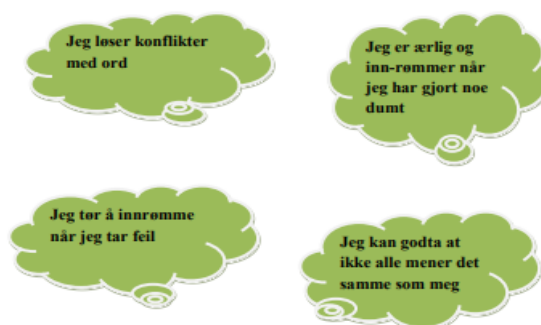 Jeg løser konflikter
med ord
Jeg er ærlig og
inn-rømmer når
jeg har gjort noe
dumt
Jeg tør å innrømme
når jeg tar feil
Jeg kan godta at
ikke alle mener det
samme som meg